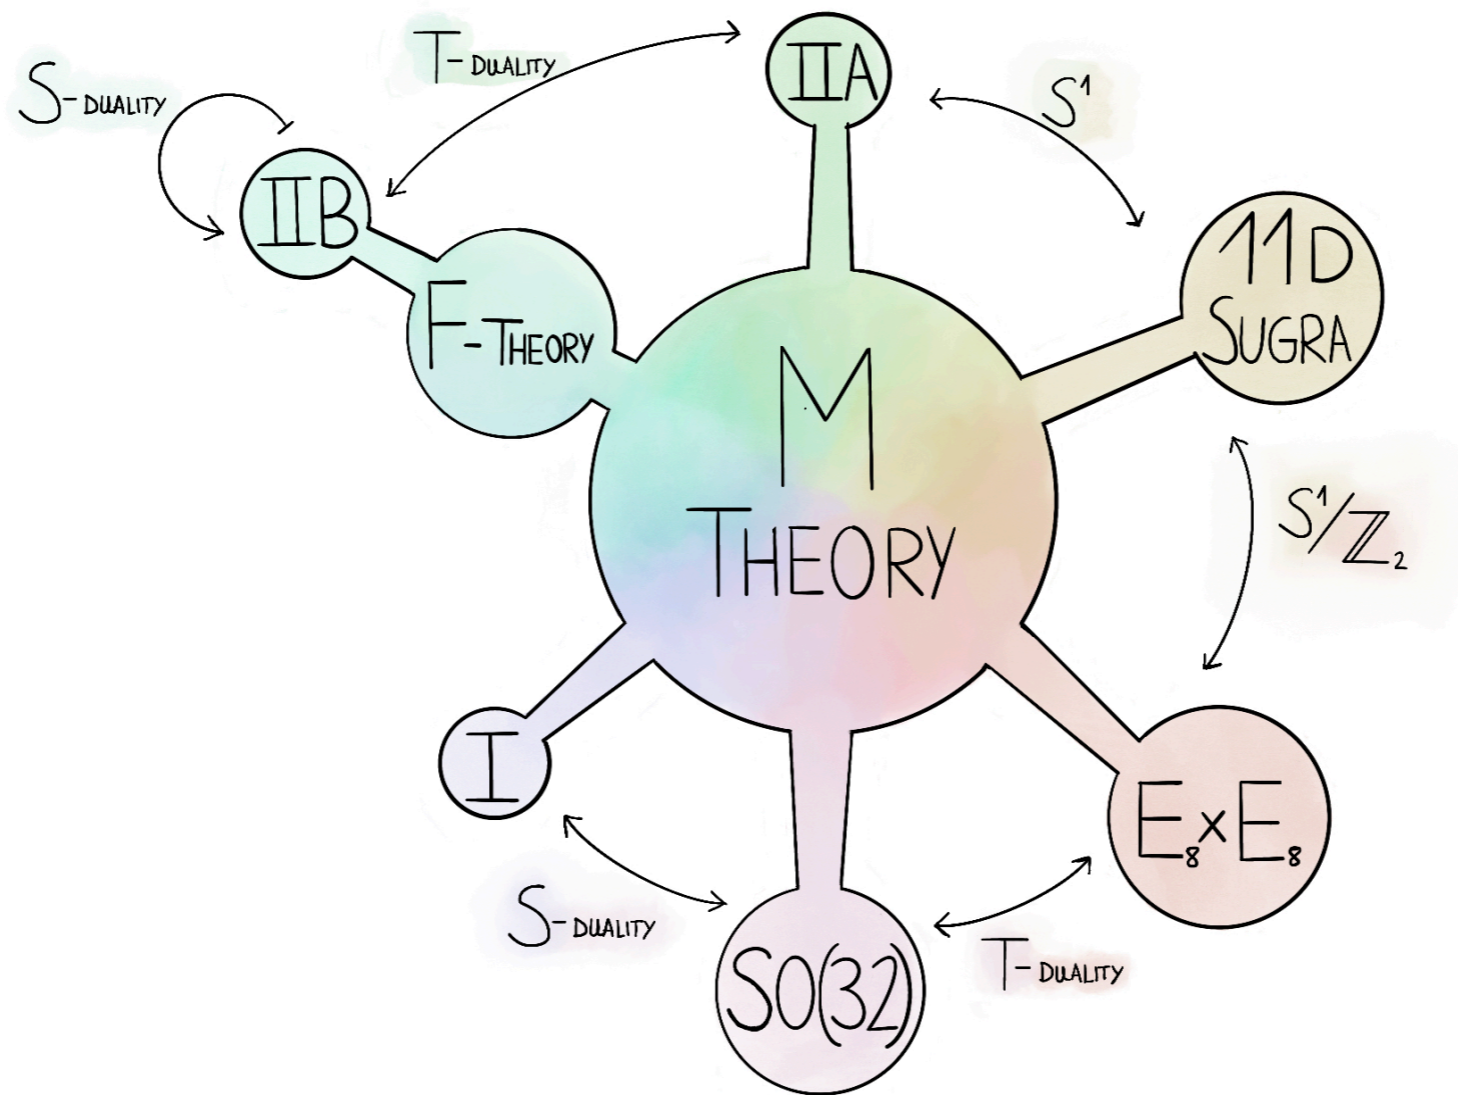 T-DUALITY
IIA
S-DUALITY
S¹
IIB
11D
SUGRA
F-THEORY
M
THEORY
S¹/ℤ₂
I
E₈×E₈
S-DUALITY
SO(32)
T-DUALITY